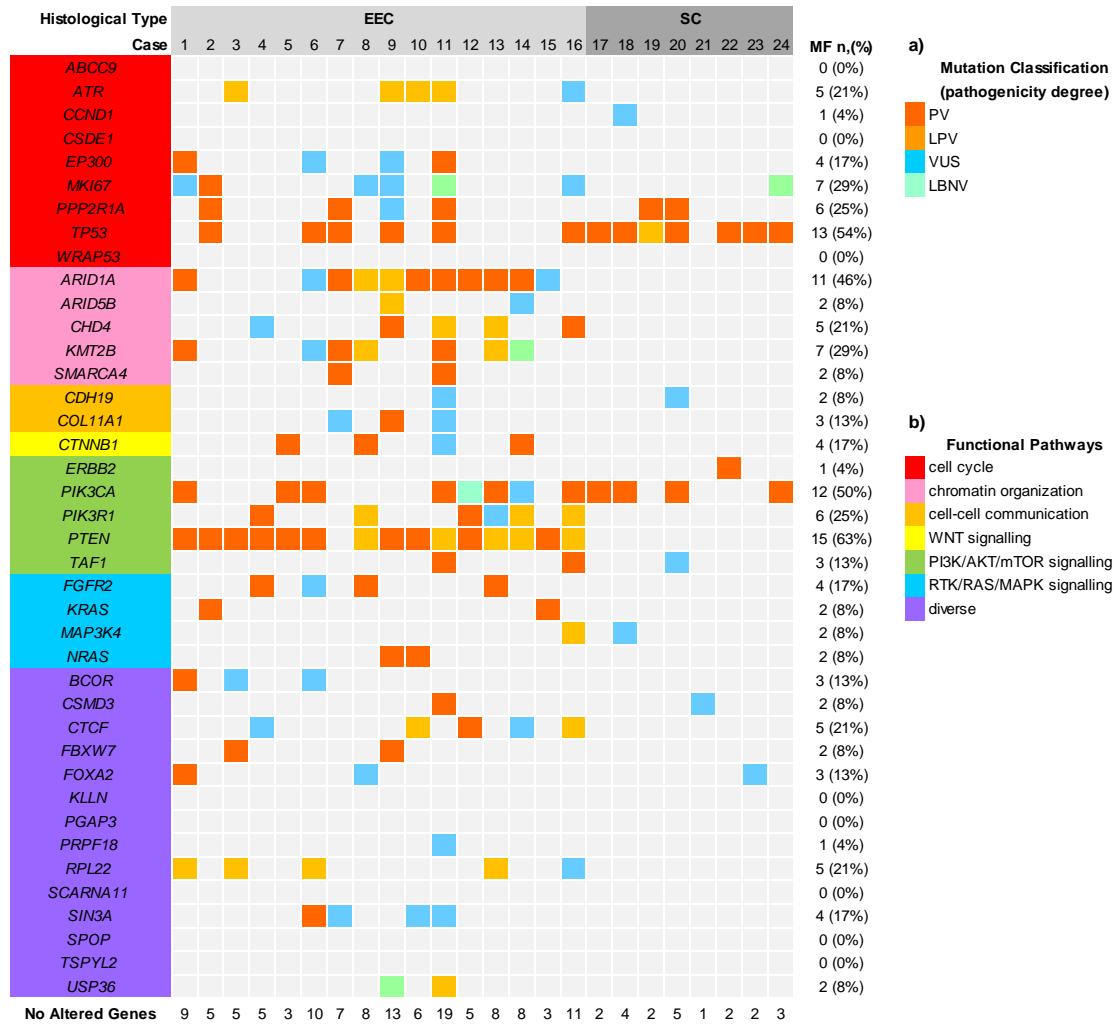 Histological Type EEC SC
Case 1 2 3 4 5 6 7 8 9 10 11 12 13 14 15 16 17 18 19 20 21 22 23 24 MF n,(%)
ABCC9 0 (0%)
ATR 5 (21%)
CCND1 1 (4%)
CSDE1 0 (0%)
EP300 4 (17%)
MKI67 7 (29%)
PPP2R1A 6 (25%)
TP53 13 (54%)
WRAP53 0 (0%)
ARID1A 11 (46%)
ARID5B 2 (8%)
CHD4 5 (21%)
KMT2B 7 (29%)
SMARCA4 2 (8%)
CDH19 2 (8%)
COL11A1 3 (13%)
CTNNB1 4 (17%)
ERBB2 1 (4%)
PIK3CA 12 (50%)
PIK3R1 6 (25%)
PTEN 15 (63%)
TAF1 3 (13%)
FGFR2 4 (17%)
KRAS 2 (8%)
MAP3K4 2 (8%)
NRAS 2 (8%)
BCOR 3 (13%)
CSMD3 2 (8%)
CTCF 5 (21%)
FBXW7 2 (8%)
FOXA2 3 (13%)
KLLN 0 (0%)
PGAP3 0 (0%)
PRPF18 1 (4%)
RPL22 5 (21%)
SCARNA11 0 (0%)
SIN3A 4 (17%)
SPOP 0 (0%)
TSPYL2 0 (0%)
USP36 2 (8%)
No Altered Genes 9 5 5 5 3 10 7 8 13 6 19 5 8 8 3 11 2 4 2 5 1 2 2 3
a)
Mutation Classification
(pathogenicity degree)
PV
LPV
VUS
LBNV
b)
Functional Pathways
cell cycle
chromatin organization
cell-cell communication
WNT signalling
PI3K/AKT/mTOR signalling
RTK/RAS/MAPK signalling
diverse